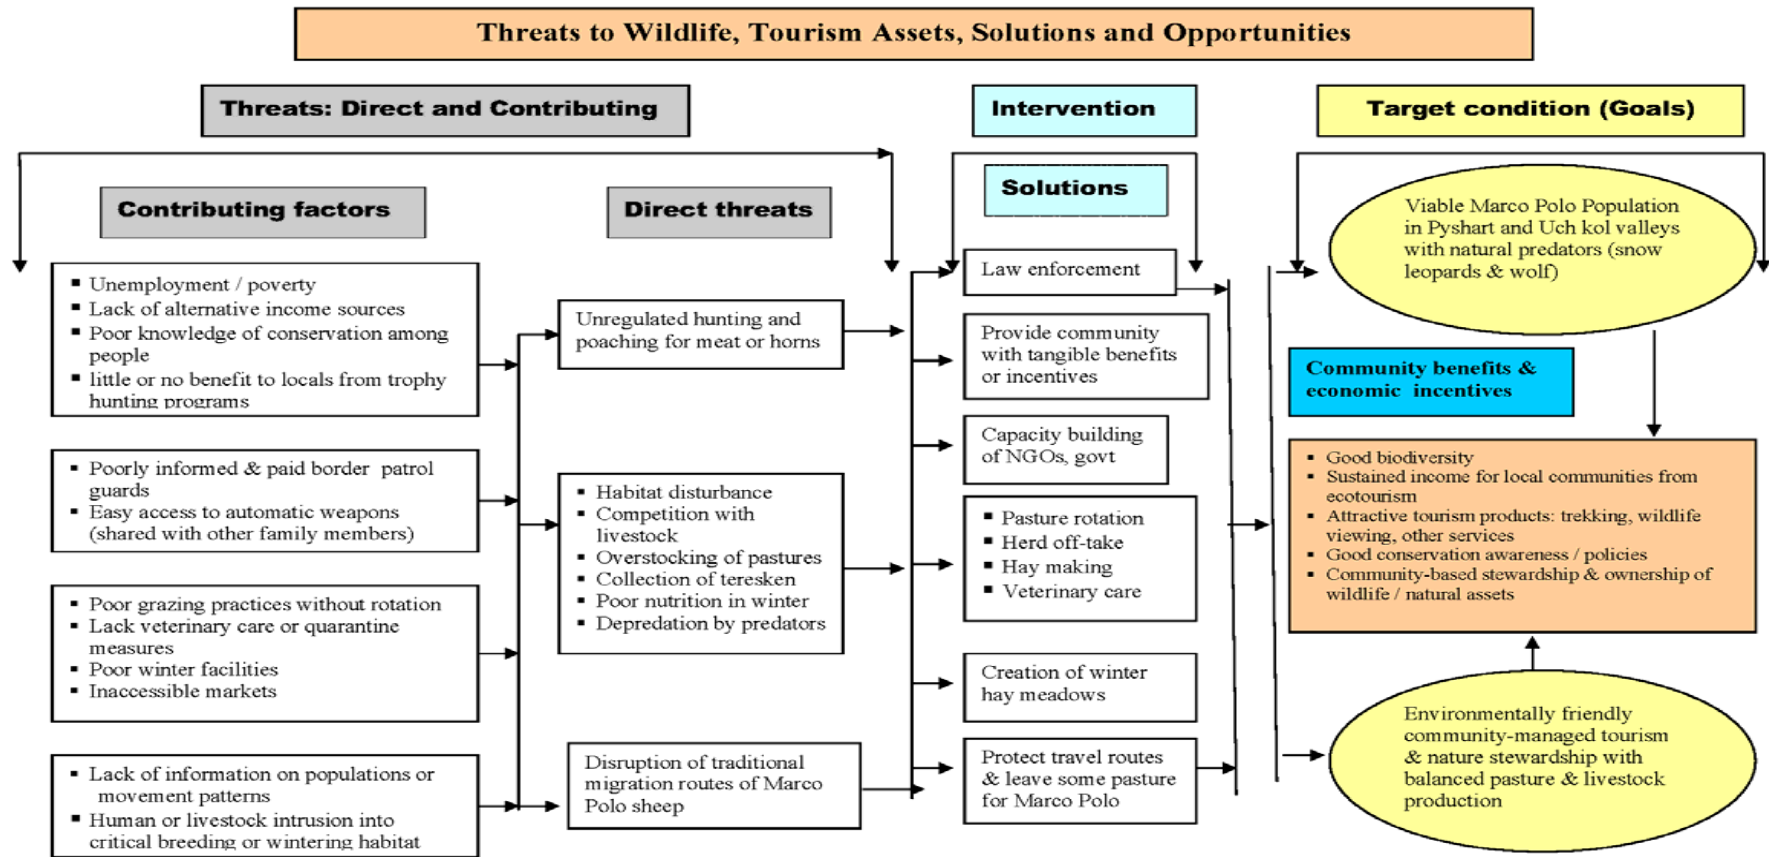 Threats to Wildlife, Tourism Assets, Solutions and Opportunities
Threats: Direct and Contributing
Intervention
Target condition (Goals)
Contributing factors
Direct threats
Solutions
▪ Unemployment / poverty
▪ Lack of alternative income sources
▪ Poor knowledge of conservation among
people
▪ little or no benefit to locals from trophy
hunting programs
▪ Poorly informed & paid border patrol
guards
▪ Easy access to automatic weapons
(shared with other family members)
▪ Poor grazing practices without rotation
▪ Lack veterinary care or quarantine
measures
▪ Poor winter facilities
▪ Inaccessible markets
▪ Lack of information on populations or
movement patterns
▪ Human or livestock intrusion into
critical breeding or wintering habitat
Unregulated hunting and
poaching for meat or horns
▪ Habitat disturbance
▪ Competition with
livestock
▪ Overstocking of pastures
▪ Collection of teresken
▪ Poor nutrition in winter
▪ Depredation by predators
Disruption of traditional
migration routes of Marco
Polo sheep
Law enforcement
Provide community
with tangible benefits
or incentives
Capacity building
of NGOs, govt
▪ Pasture rotation
▪ Herd off-take
▪ Hay making
▪ Veterinary care
Creation of winter
hay meadows
Protect travel routes
& leave some pasture
for Marco Polo
Viable Marco Polo Population
in Pyshart and Uch kol valleys
with natural predators (snow
leopards & wolf)
Community benefits &
economic incentives
▪ Good biodiversity
▪ Sustained income for local communities from
ecotourism
▪ Attractive tourism products: trekking, wildlife
viewing, other services
▪ Good conservation awareness / policies
▪ Community-based stewardship & ownership of
wildlife / natural assets
Environmentally friendly
community-managed tourism
& nature stewardship with
balanced pasture & livestock
production